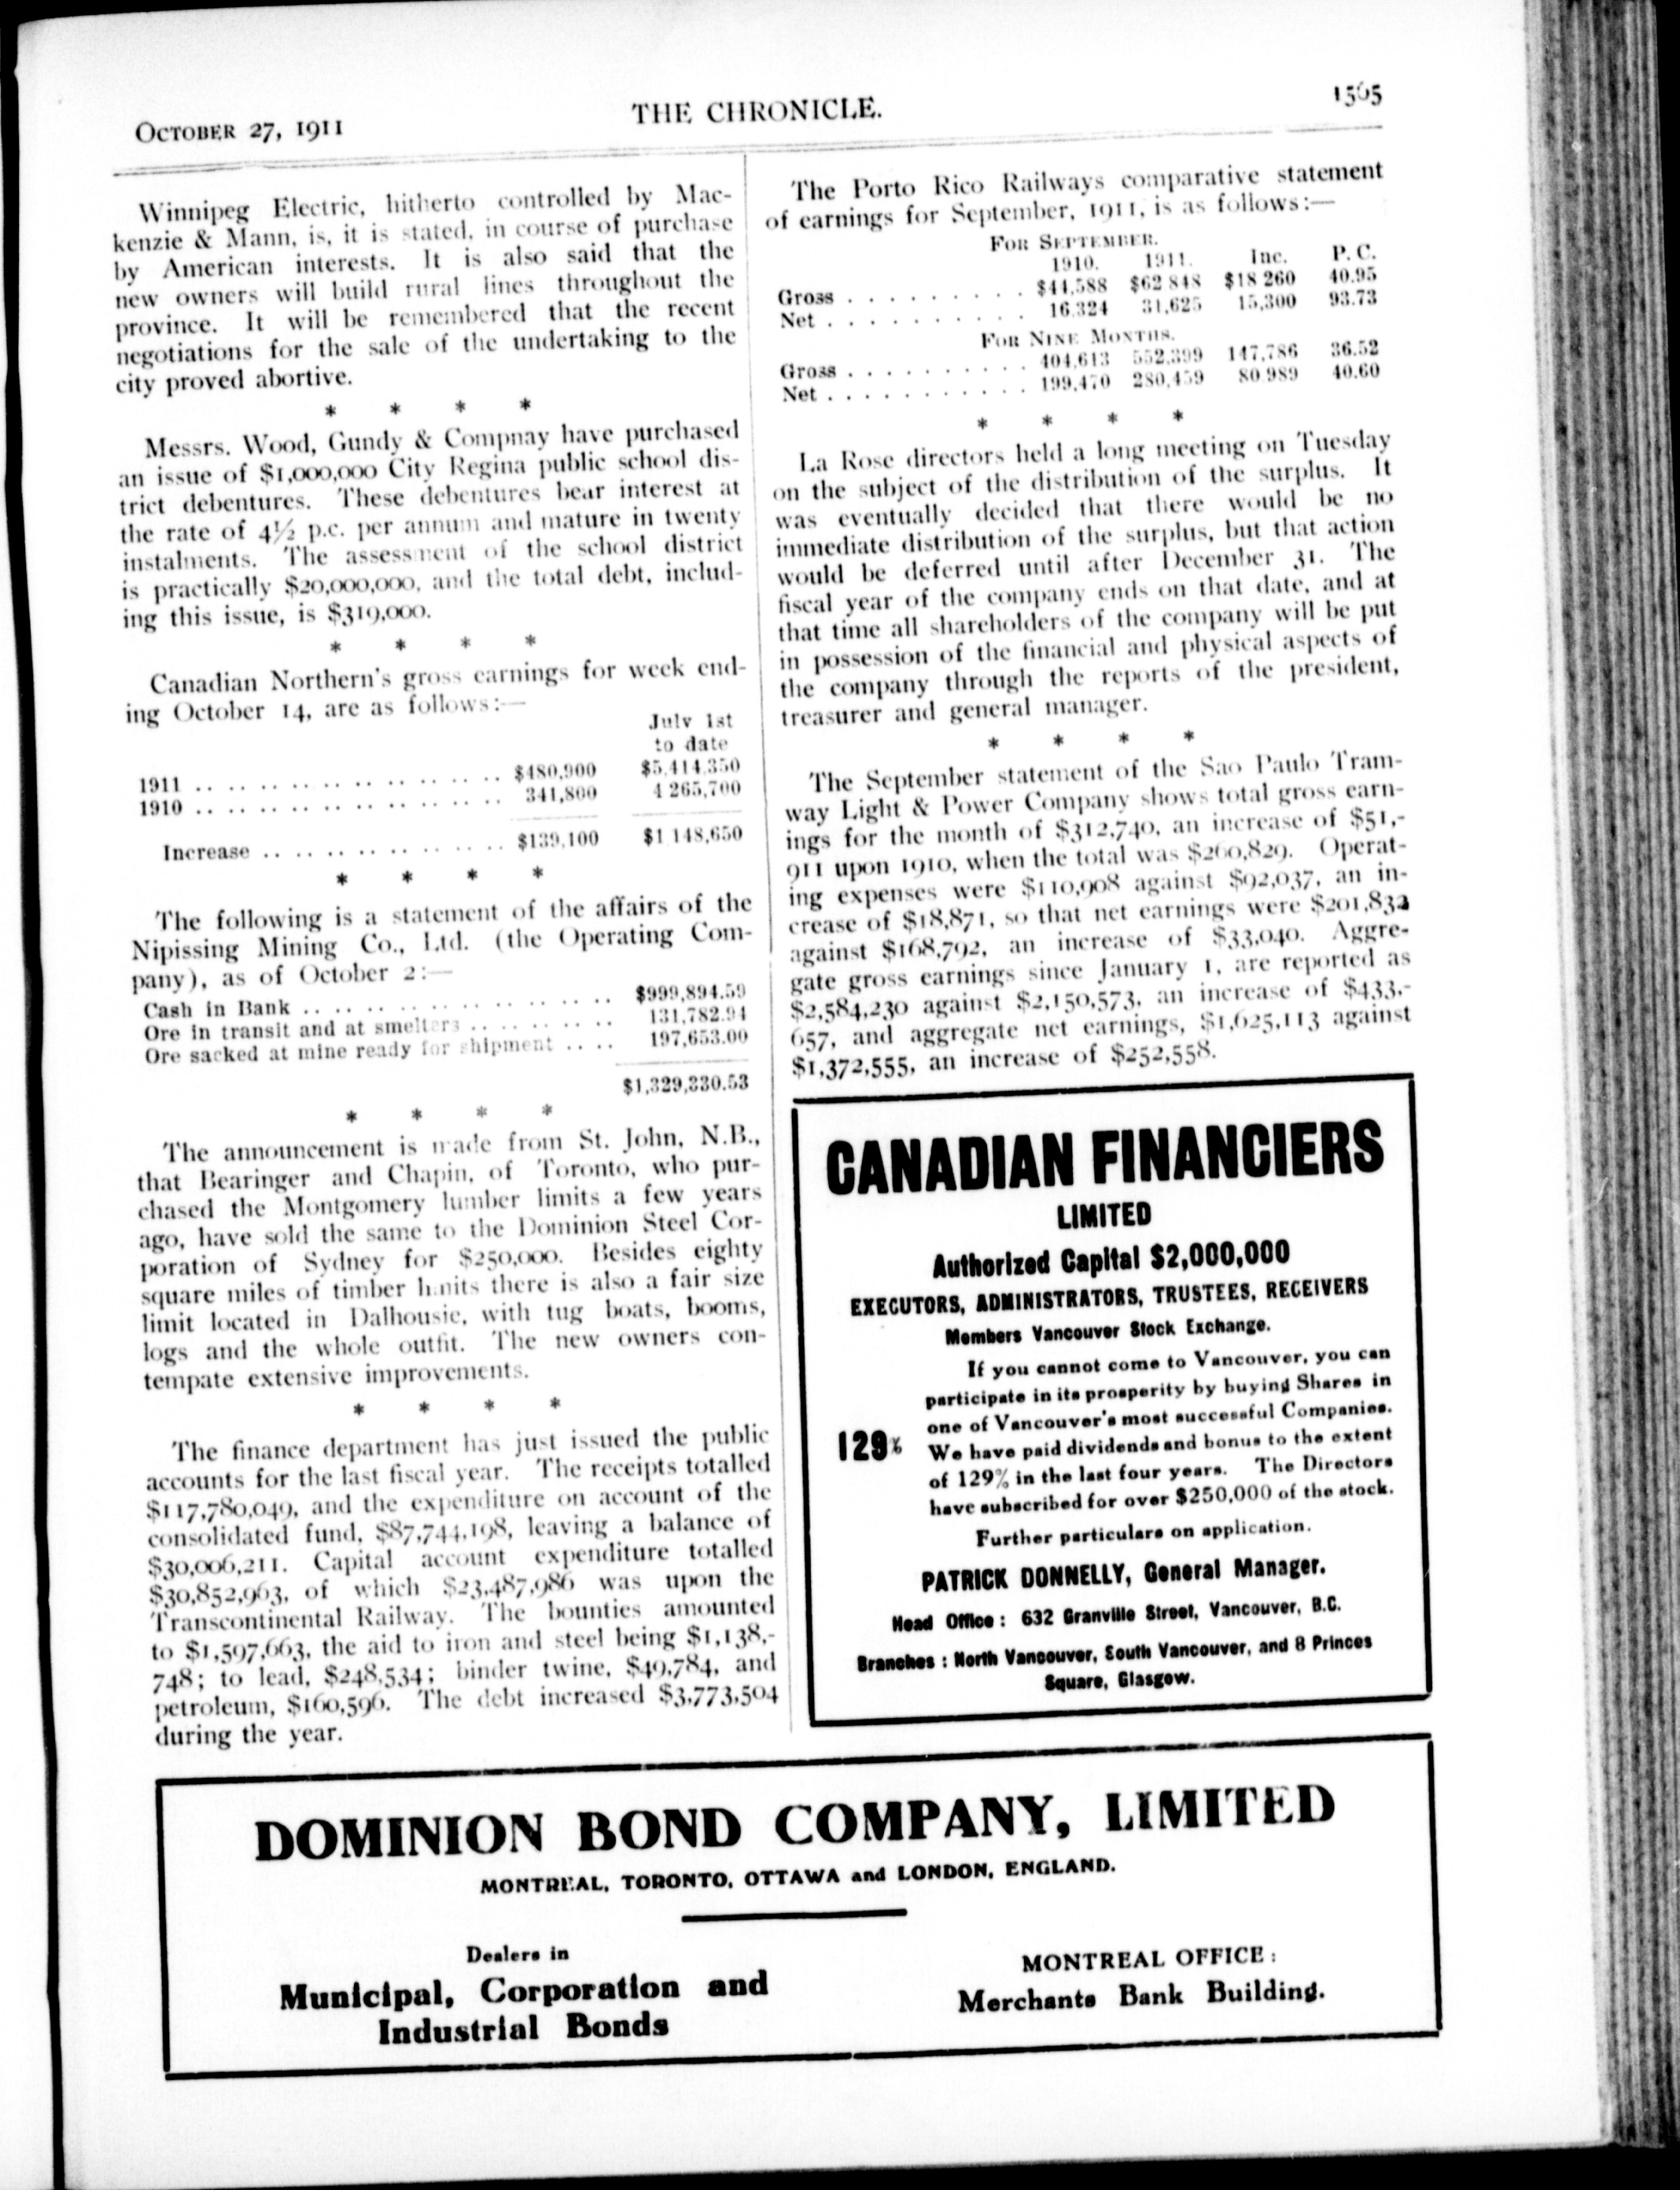 OCTOBER 27, 1911
THE CHRONICLE.
1565
Winnipeg Electric, hitherto controlled by Mac-
kenzie & Mann, is, it is stated, in course of purchase
by American interests. It is also said that the
new owners will build rural lines throughout the
province. It will be remembered that the recent
negotiations for the sale of the undertaking to the
city proved abortive.
* * * *
Messrs. Wood, Gundy & Compnay have purchased
an issue of $1,000,000 City Regina public school dis-
trict debentures. These debentures bear interest at
the rate of 4½ p.c. per annum and mature in twenty
instalments. The assessment of the school district
is practically $20,000,000, and the total debt, includ-
ing this issue, is $319,000.
* * * *
Canadian Northern's gross earnings for week end-
ing October 14, are as follows:—
July 1st
to date
1911 .. .. .. .. .. .. .. .. .. .. .. $480,900 $5,414,350
1910 .. .. .. .. .. .. .. .. .. .. .. 341,800 4 265,700
Increase .. .. .. .. .. .. .. .. $139,100 $1 148,650
* * * *
The following is a statement of the affairs of the
Nipissing Mining Co., Ltd. (the Operating Com-
pany), as of October 2:—
Cash in Bank .. .. .. .. .. .. .. .. .. .. $999,894.59
Ore in transit and at smelters .. .. .. .. .. 131,782.94
Ore sacked at mine ready for shipment .. .. 197,653.00
$1,329,330.53
* * * *
The announcement is made from St. John, N.B.,
that Bearinger and Chapin, of Toronto, who pur-
chased the Montgomery lumber limits a few years
ago, have sold the same to the Dominion Steel Cor-
poration of Sydney for $250,000. Besides eighty
square miles of timber limits there is also a fair size
limit located in Dalhousie, with tug boats, booms,
logs and the whole outfit. The new owners con-
tempate extensive improvements.
* * * *
The finance department has just issued the public
accounts for the last fiscal year. The receipts totalled
$117,780,049, and the expenditure on account of the
consolidated fund, $87,744,198, leaving a balance of
$30,006,211. Capital account expenditure totalled
$30,852,963, of which $23,487,986 was upon the
Transcontinental Railway. The bounties amounted
to $1,597,663, the aid to iron and steel being $1,138,-
748; to lead, $248,534; binder twine, $49,784, and
petroleum, $160,596. The debt increased $3,773,504
during the year.
The Porto Rico Railways comparative statement
of earnings for September, 1911, is as follows:—
FOR SEPTEMBER.
1910. 1911. Inc. P. C.
Gross . . . . . . . . . $44,588 $62 848 $18 260 40.95
Net . . . . . . . . . . 16,324 31,625 15,300 93.73
FOR NINE MONTHS.
Gross . . . . . . . . . . 404,613 552,399 147,786 36.52
Net . . . . . . . . . . . 199,470 280,459 80 989 40.60
* * * *
La Rose directors held a long meeting on Tuesday
on the subject of the distribution of the surplus. It
was eventually decided that there would be no
immediate distribution of the surplus, but that action
would be deferred until after December 31. The
fiscal year of the company ends on that date, and at
that time all shareholders of the company will be put
in possession of the financial and physical aspects of
the company through the reports of the president,
treasurer and general manager.
* * * *
The September statement of the Sao Paulo Tram-
way Light & Power Company shows total gross earn-
ings for the month of $312,740, an increase of $51,-
911 upon 1910, when the total was $260,829. Operat-
ing expenses were $110,908 against $92,037, an in-
crease of $18,871, so that net earnings were $201,832
against $168,792, an increase of $33,040. Aggre-
gate gross earnings since January 1, are reported as
$2,584,230 against $2,150,573, an increase of $433,-
657, and aggregate net earnings, $1,625,113 against
$1,372,555, an increase of $252,558.
CANADIAN FINANCIERS
LIMITED
Authorized Capital $2,000,000
EXECUTORS, ADMINISTRATORS, TRUSTEES, RECEIVERS
Members Vancouver Stock Exchange.
129%
If you cannot come to Vancouver, you can
participate in its prosperity by buying Shares in
one of Vancouver's most successful Companies.
We have paid dividends and bonus to the extent
of 129% in the last four years. The Directors
have subscribed for over $250,000 of the stock.
Further particulars on application.
PATRICK DONNELLY, General Manager.
Head Office : 632 Granville Street, Vancouver, B.C.
Branches : North Vancouver, South Vancouver, and 8 Princes
Square, Glasgow.
DOMINION BOND COMPANY, LIMITED
MONTREAL, TORONTO, OTTAWA and LONDON, ENGLAND.
Dealers in
Municipal, Corporation and
Industrial Bonds
MONTREAL OFFICE :
Merchants Bank Building.